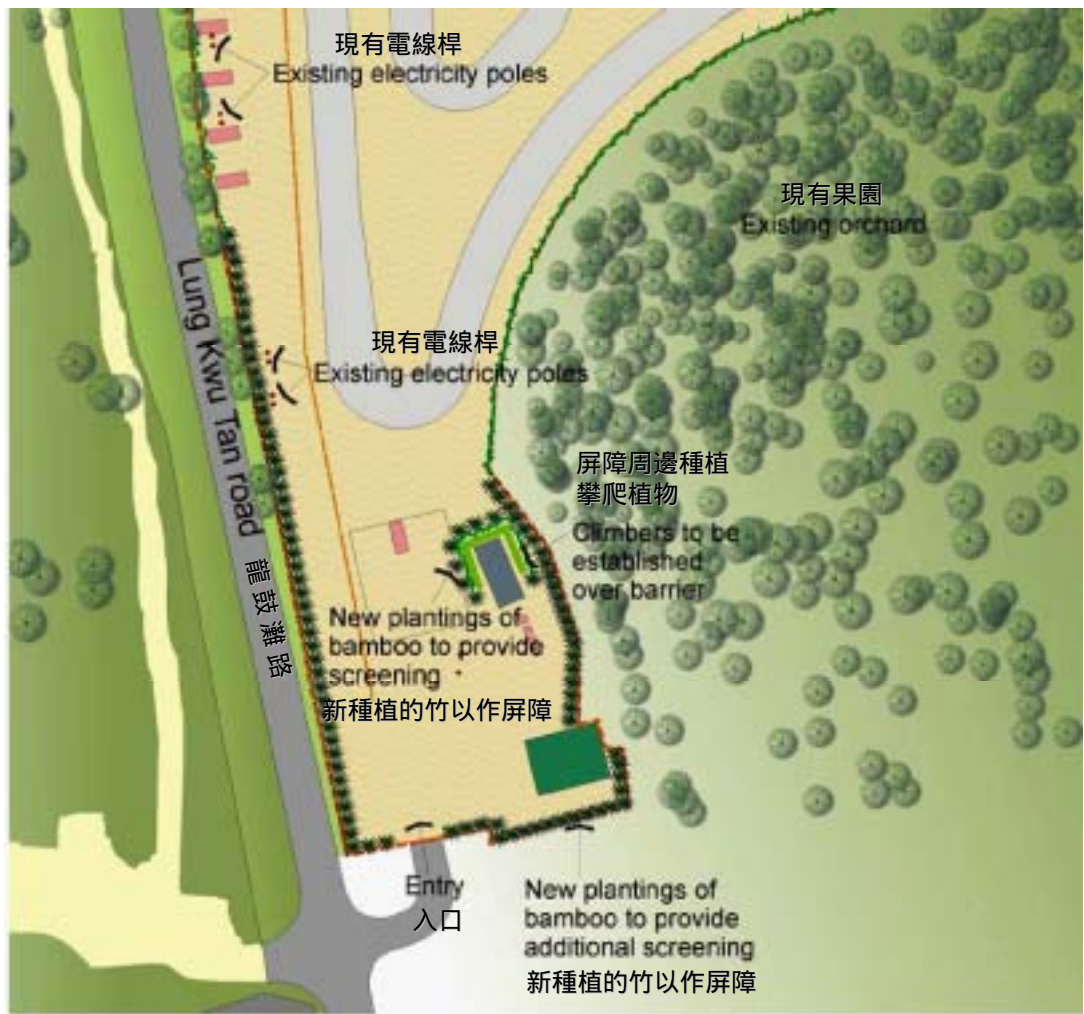 現有電線桿
Existing electricity poles
現有果園
Existing orchard
Lung Kwu Tan road 龍鼓灘路
現有電線桿
Existing electricity poles
屏障周邊種植
攀爬植物
Climbers to be
established
over barrier
New plantings of
bamboo to provide
screening
新種植的竹以作屏障
Entry
入口
New plantings of
bamboo to provide
additional screening
新種植的竹以作屏障